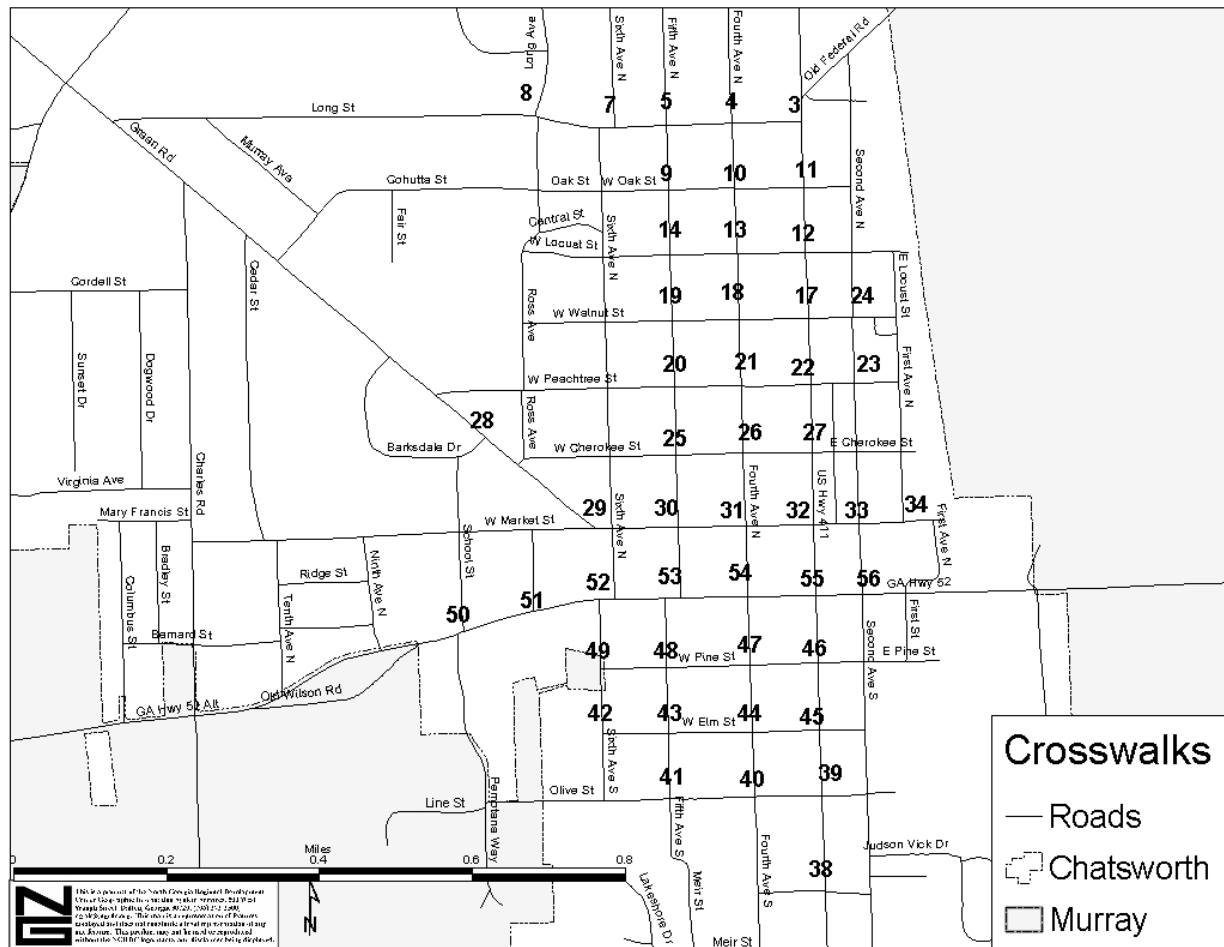 Long Ave
Sixth Ave N
Fifth Ave N
Fourth Ave N
Old Federal Rd
8
7
5
4
3
Long St
Green Rd
Murray Ave
9
10
11
Second Ave N
Cohutta St
Oak St
W Oak St
Fair St
Central St
W Locust St
Sixth Ave N
14
13
12
E Locust St
Cordell St
Cedar St
Ross Ave
W Walnut St
19
18
17
24
Sunset Dr
Dogwood Dr
20
21
22
23
First Ave N
W Peachtree St
28
Ross Ave
Barksdale Dr
W Cherokee St
25
26
27
E Cherokee St
Virginia Ave
Charles Rd
Mary Francis St
W Market St
29
Sixth Ave N
30
31
Fourth Ave N
32
US Hwy 411
33
34
First Ave N
School St
Ninth Ave N
Ridge St
Tenth Ave N
Columbus St
Bradley St
Bernard St
50
51
52
53
54
55
56
GA Hwy 52
First St
49
48
W Pine St
47
46
Second Ave S
E Pine St
GA Hwy 52 Alt
Old Wilson Rd
42
Sixth Ave S
43
W Elm St
44
45
Pemptana Way
Line St
Olive St
41
40
39
Fifth Ave S
Fourth Ave S
38
Judson Vick Dr
Lakeshore Dr
Meir St
Meir St
Crosswalks
Roads
Chatsworth
Murray
Miles
0
0.2
0.4
0.6
0.8
N
NG